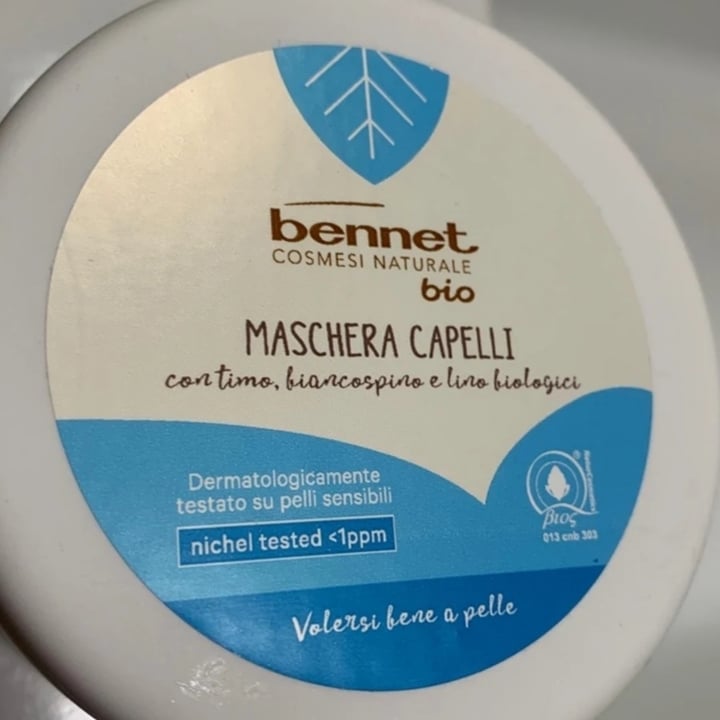 bennet
COSMESI NATURALE
bio
MASCHERA CAPELLI
con timo, biancospino e lino biologici
Dermatologicamente
testato su pelli sensibili
nichel tested <1ppm
βιος
013 cnb 303
Volersi bene a pelle